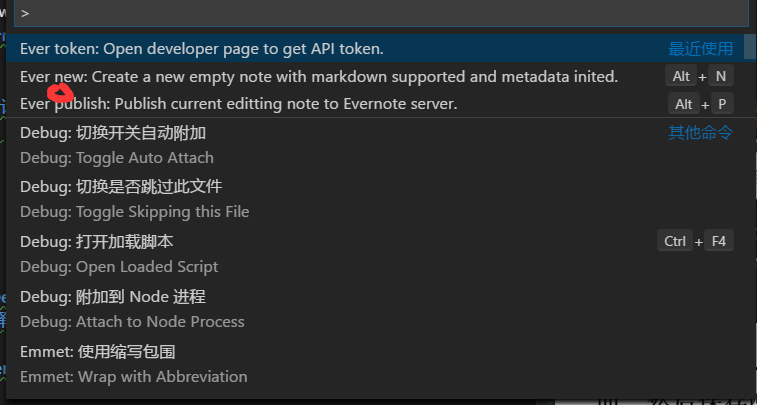 >
Ever token: Open developer page to get API token. 最近使用
Ever new: Create a new empty note with markdown supported and metadata inited. Alt + N
Ever publish: Publish current editting note to Evernote server. Alt + P
Debug: 切换开关自动附加 其他命令
Debug: Toggle Auto Attach
Debug: 切换是否跳过此文件
Debug: Toggle Skipping this File
Debug: 打开加载脚本 Ctrl + F4
Debug: Open Loaded Script
Debug: 附加到 Node 进程
Debug: Attach to Node Process
Emmet: 使用缩写包围
Emmet: Wrap with Abbreviation